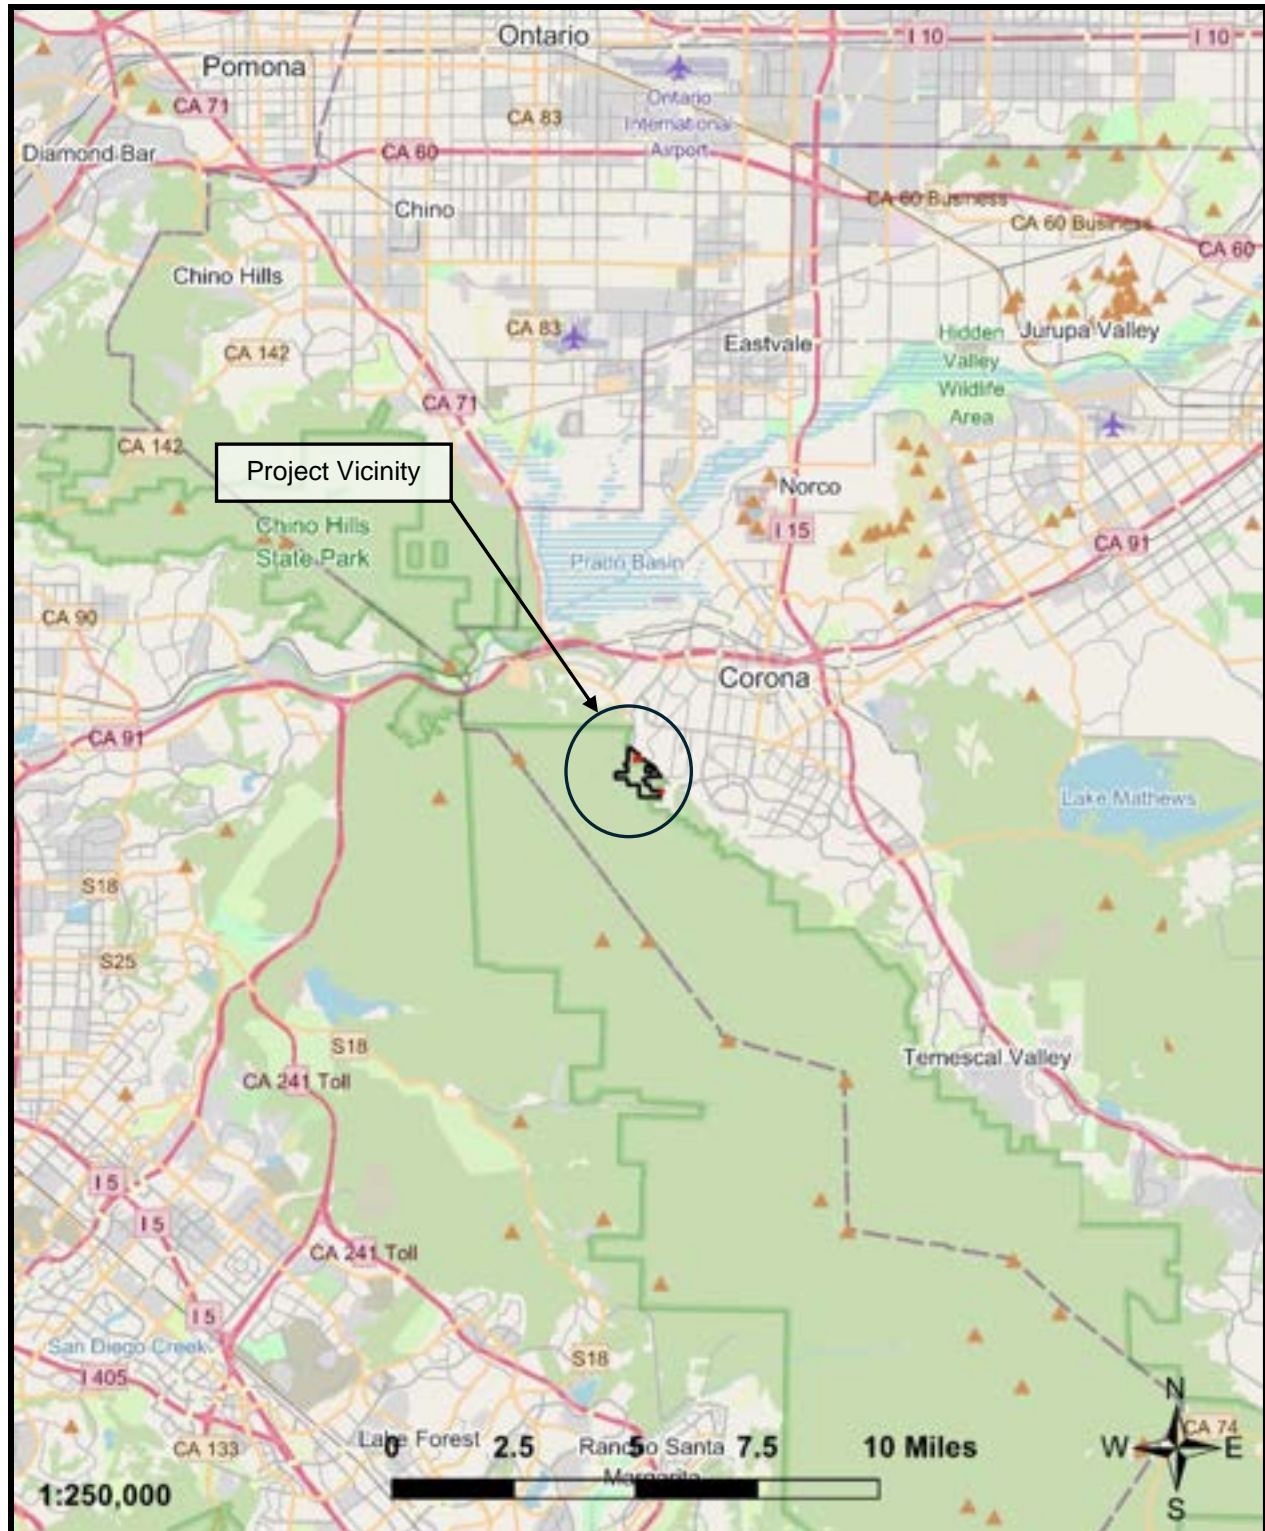 Ontario
I 10
I 10
Pomona
CA 71
CA 83
Ontario
International
Airport
Diamond Bar
CA 60
Chino
CA 60 Business
CA 60 Business
CA 60
Chino Hills
CA 83
Eastvale
Hidden
Valley
Wildlife
Area
Jurupa Valley
CA 142
CA 71
CA 142
Project Vicinity
Norco
I 15
Chino Hills
State Park
Prado Basin
CA 91
CA 90
Corona
CA 91
Lake Mathews
S18
S25
S18
Temescal Valley
CA 241 Toll
I 5
I 5
CA 241 Toll
I 5
San Diego Creek
S18
I 405
N
CA 74
CA 133
Lake Forest
Rancho Santa
Margarita
0 2.5 5 7.5 10 Miles
W E
S
1:250,000